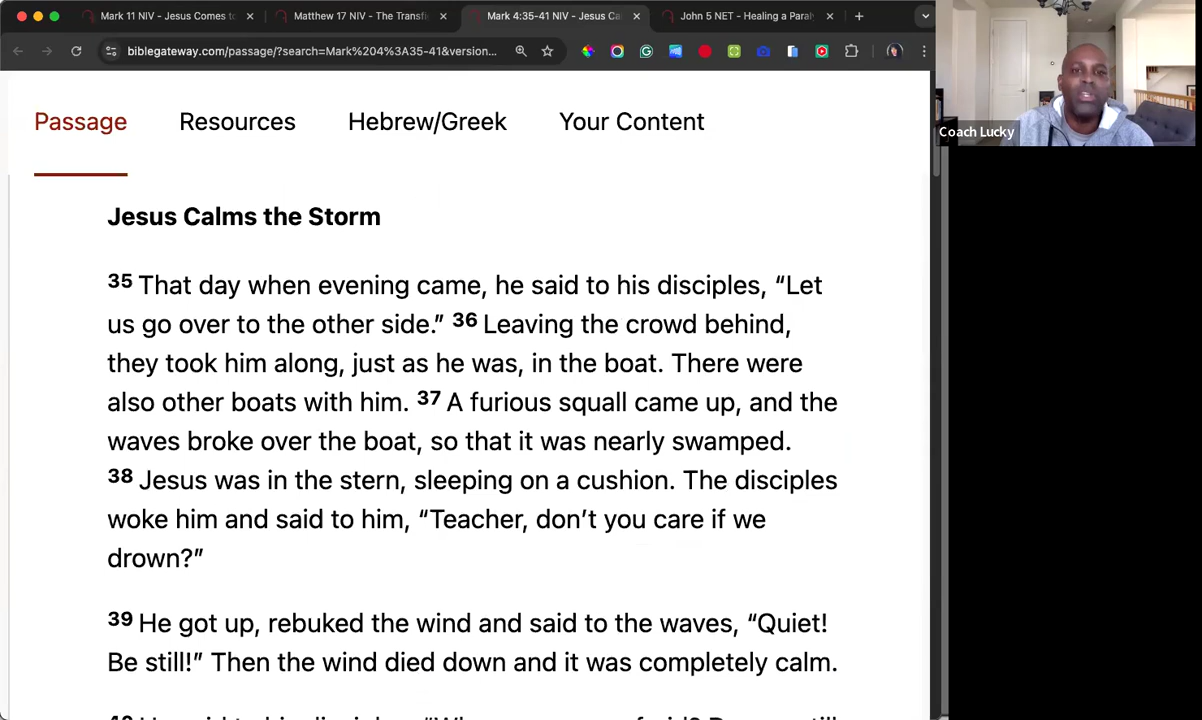 Mark 11 NIV - Jesus Comes to
Matthew 17 NIV - The Transfi
Mark 4:35-41 NIV - Jesus Ca
John 5 NET - Healing a Paral
biblegateway.com/passage/?search=Mark%204%3A35-41&version...
Passage
Resources
Hebrew/Greek
Your Content
Coach Lucky
Jesus Calms the Storm
35 That day when evening came, he said to his disciples, “Let
us go over to the other side.” 36 Leaving the crowd behind,
they took him along, just as he was, in the boat. There were
also other boats with him. 37 A furious squall came up, and the
waves broke over the boat, so that it was nearly swamped.
38 Jesus was in the stern, sleeping on a cushion. The disciples
woke him and said to him, “Teacher, don’t you care if we
drown?”
39 He got up, rebuked the wind and said to the waves, “Quiet!
Be still!” Then the wind died down and it was completely calm.